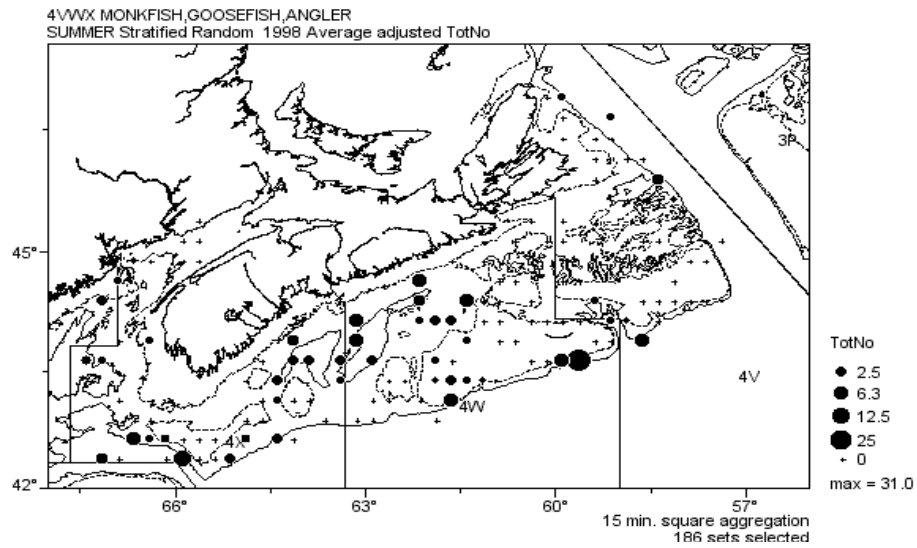 4VWX MONKFISH,GOOSEFISH,ANGLER
SUMMER Stratified Random 1998 Average adjusted TotNo
3P
45°
TotNo
2.5
6.3
12.5
25
0
max = 31.0
4V
4W
4X
42°
66°
63°
60°
57°
15 min. square aggregation
186 sets selected